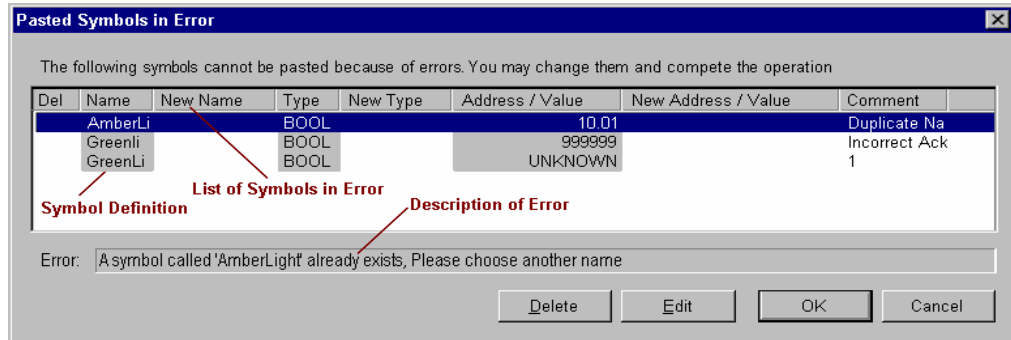 Pasted Symbols in Error
The following symbols cannot be pasted because of errors. You may change them and compete the operation
Del Name New Name Type New Type Address / Value New Address / Value Comment
AmberLi BOOL 10.01 Duplicate Na
Greenli BOOL 999999 Incorrect Ack
GreenLi BOOL UNKNOWN 1
List of Symbols in Error
Symbol Definition Description of Error
Error: A symbol called 'AmberLight' already exists, Please choose another name
Delete Edit OK Cancel